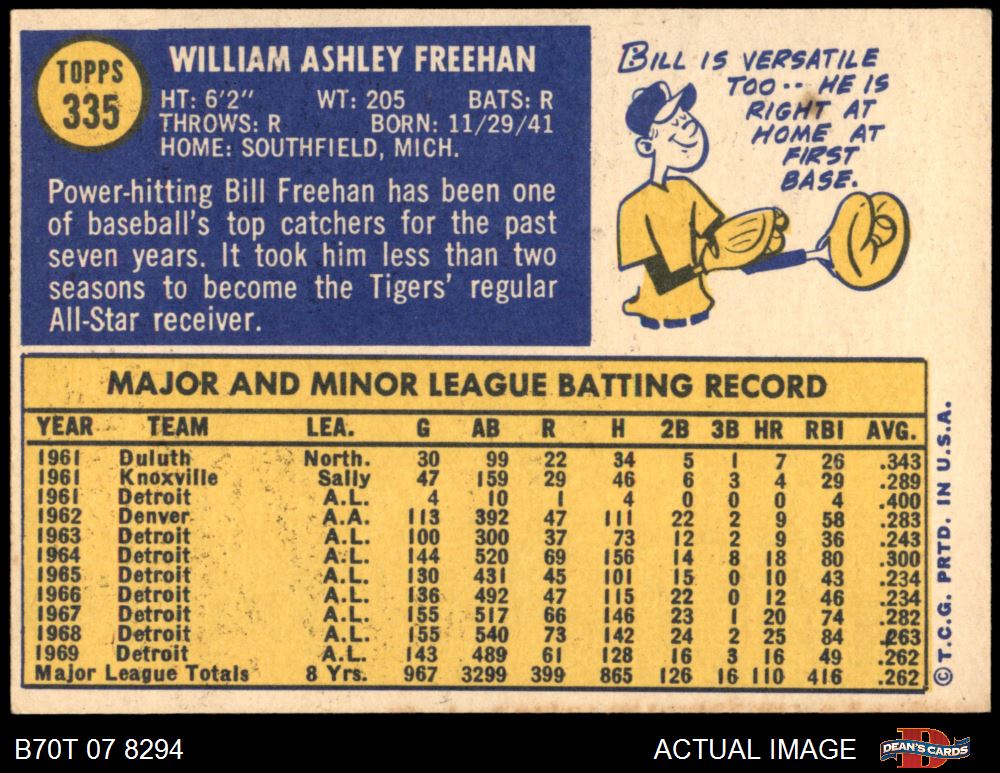 TOPPS
335
WILLIAM ASHLEY FREEHAN
HT: 6'2" WT: 205 BATS: R
THROWS: R BORN: 11/29/41
HOME: SOUTHFIELD, MICH.
Power-hitting Bill Freehan has been one
of baseball's top catchers for the past
seven years. It took him less than two
seasons to become the Tigers' regular
All-Star receiver.
BILL IS VERSATILE
TOO-- HE IS
RIGHT AT
HOME AT
FIRST
BASE.
MAJOR AND MINOR LEAGUE BATTING RECORD
YEAR TEAM LEA. G AB R H 2B 3B HR RBI AVG.
1961 Duluth North. 30 99 22 34 5 1 7 26 .343
1961 Knoxville Sally 47 159 29 46 6 3 4 29 .289
1961 Detroit A.L. 4 10 1 4 0 0 0 4 .400
1962 Denver A.A. 113 392 47 111 22 2 9 58 .283
1963 Detroit A.L. 100 300 37 73 12 2 9 36 .243
1964 Detroit A.L. 144 520 69 156 14 8 18 80 .300
1965 Detroit A.L. 130 431 45 101 15 0 10 43 .234
1966 Detroit A.L. 136 492 47 115 22 0 12 46 .234
1967 Detroit A.L. 155 517 66 146 23 1 20 74 .282
1968 Detroit A.L. 155 540 73 142 24 2 25 84 .263
1969 Detroit A.L. 143 489 61 128 16 3 16 49 .262
Major League Totals 8 Yrs. 967 3299 399 865 126 16 110 416 .262
© T.C.G. PRTD. IN U.S.A.
B70T 07 8294
ACTUAL IMAGE
D
DEAN'S CARDS